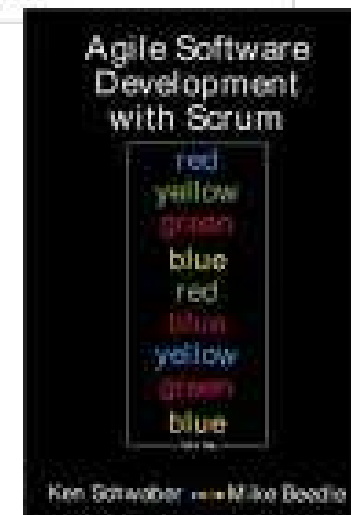 Agile Software
Development
with Scrum
red
yellow
green
blue
red
blue
yellow
green
blue
Ken Schwaber Mike Beedle